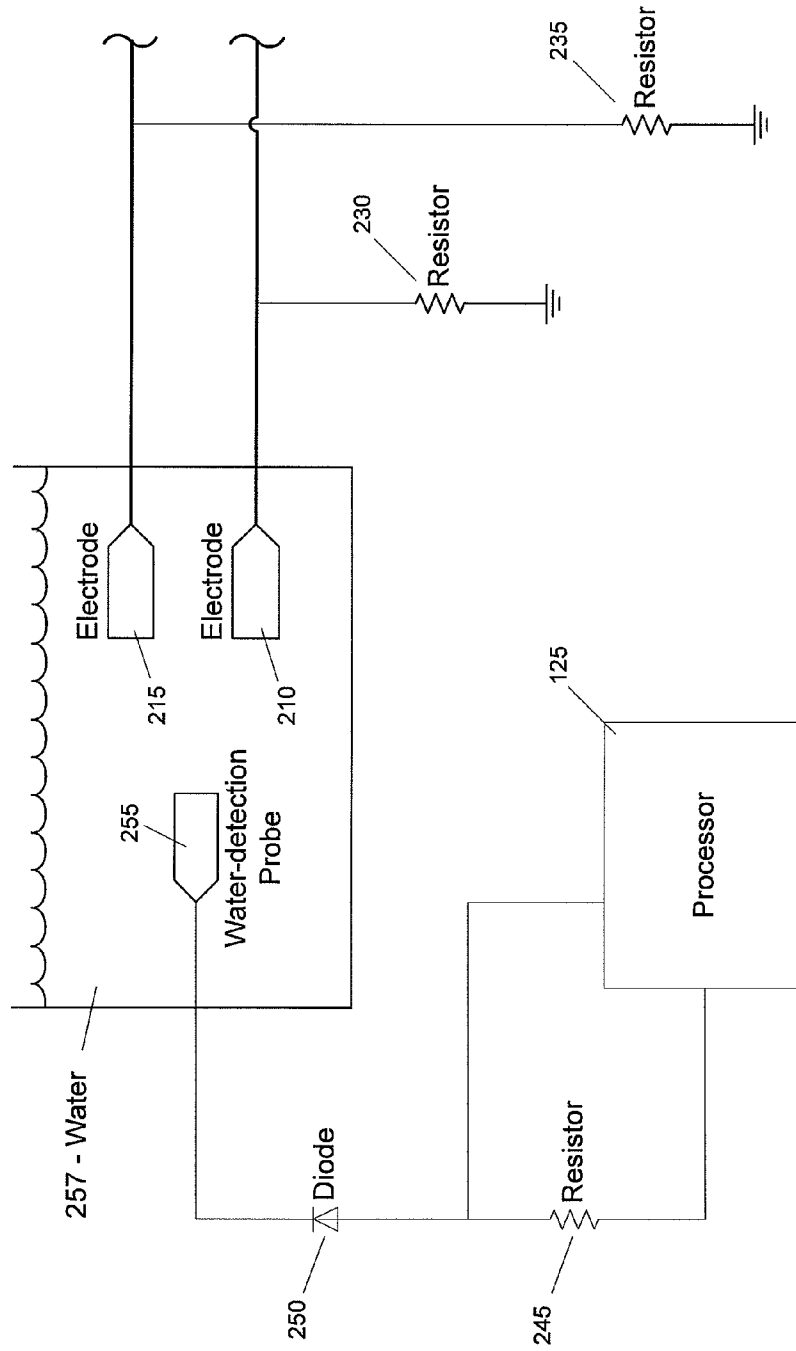 257 - Water
255
Water-detection
Probe
Electrode
215
Electrode
210
235
Resistor
230
Resistor
Diode
250
Resistor
245
125
Processor